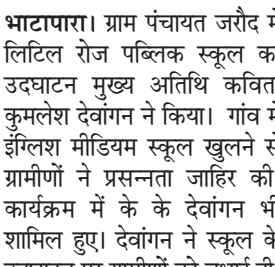 भाटापारा। ग्राम पंचायत जरौद में
लिटिल रोज पब्लिक स्कूल का
उदघाटन मुख्य अतिथि कविता
कुमलेश देवांगन ने किया। गांव में
इंग्लिश मीडियम स्कूल खुलने से
ग्रामीणों ने प्रसन्नता जाहिर की।
कार्यक्रम में के के देवांगन भी
शामिल हुए। देवांगन ने स्कूल के